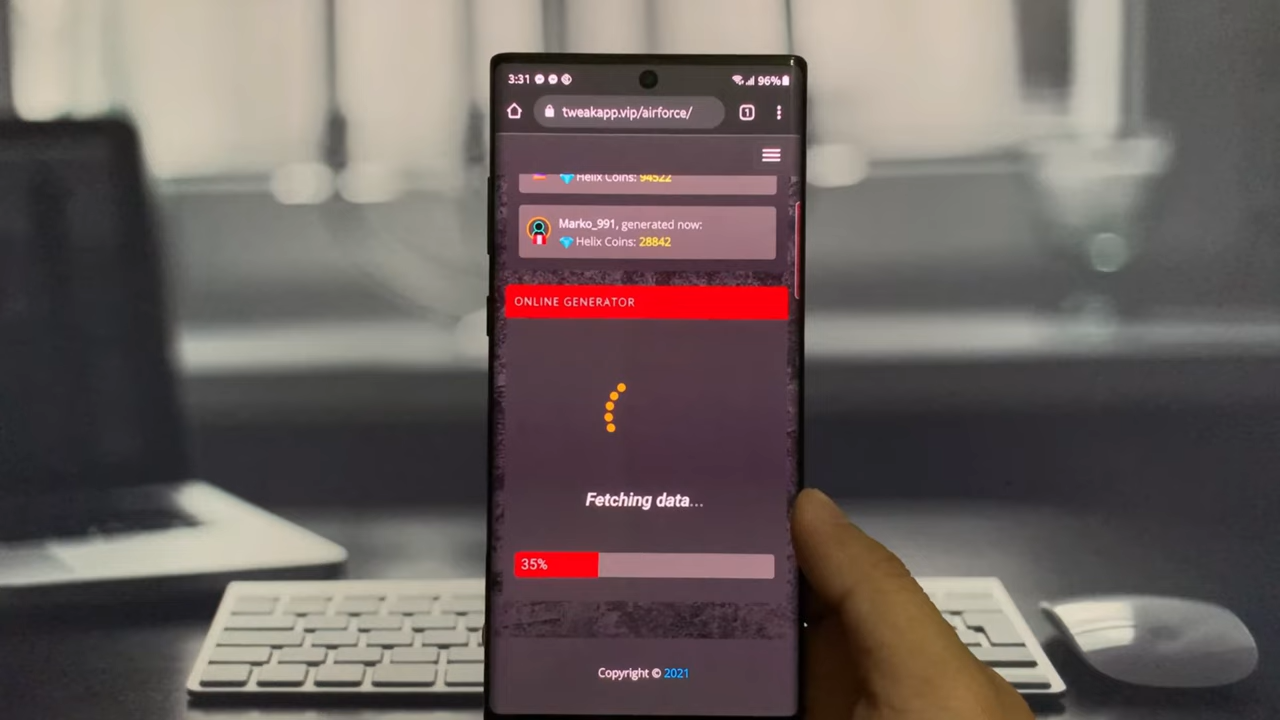 3:31
96%
tweakapp.vip/airforce/
1
Helix Coins: 94522
Marko_991, generated now:
Helix Coins: 28842
ONLINE GENERATOR
Fetching data...
35%
Copyright © 2021